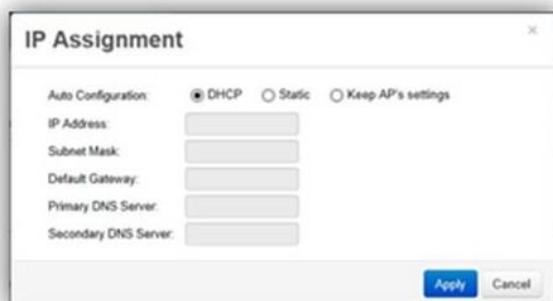 IP Assignment ×
Auto Configuration: DHCP Static Keep AP's settings
IP Address:
Subnet Mask:
Default Gateway:
Primary DNS Server:
Secondary DNS Server:
Apply Cancel